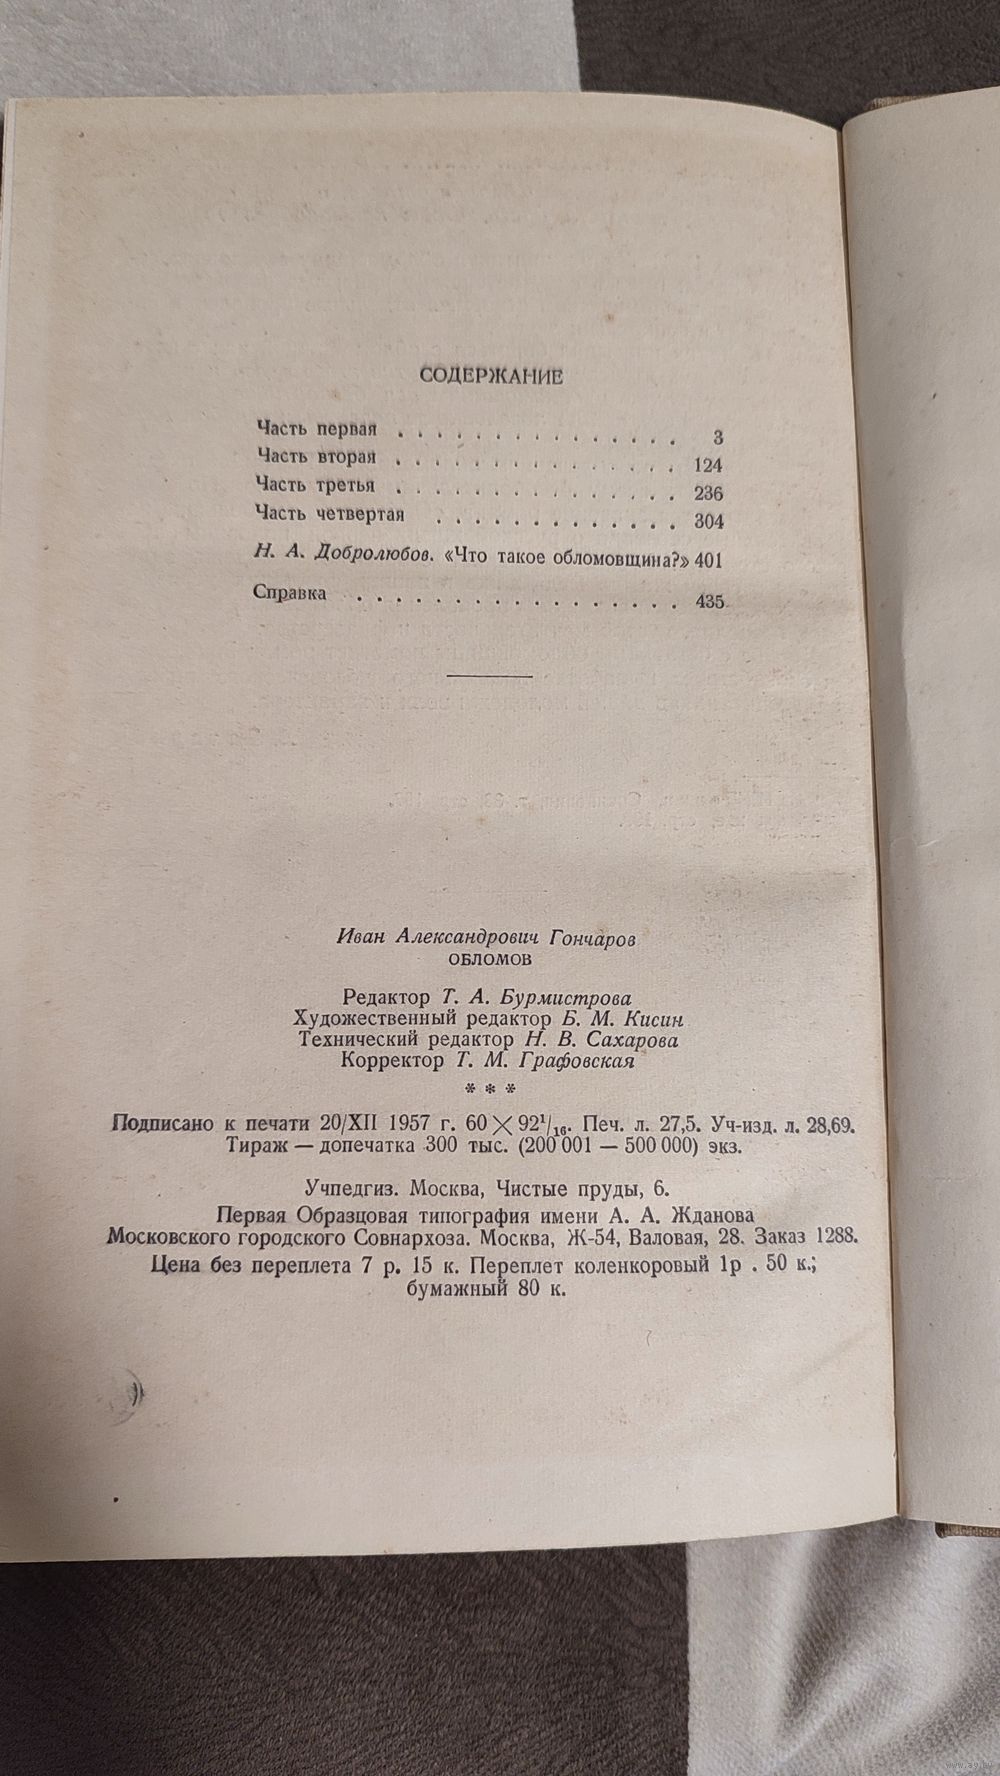 СОДЕРЖАНИЕ
Часть первая . . . . . . . . . . . . . . . 3
Часть вторая . . . . . . . . . . . . . . . 124
Часть третья . . . . . . . . . . . . . . . 236
Часть четвертая . . . . . . . . . . . . . 304
Н. А. Добролюбов. «Что такое обломовщина?» 401
Справка . . . . . . . . . . . . . . . . . 435
Иван Александрович Гончаров
ОБЛОМОВ
Редактор Т. А. Бурмистрова
Художественный редактор Б. М. Кисин
Технический редактор Н. В. Сахарова
Корректор Т. М. Графовская
* * *
Подписано к печати 20/XII 1957 г. 60 × 92¹/₁₆. Печ. л. 27,5. Уч-изд. л. 28,69.
Тираж — допечатка 300 тыс. (200 001 — 500 000) экз.
Учпедгиз. Москва, Чистые пруды, 6.
Первая Образцовая типография имени А. А. Жданова
Московского городского Совнархоза. Москва, Ж-54, Валовая, 28. Заказ 1288.
Цена без переплета 7 р. 15 к. Переплет коленкоровый 1р . 50 к.;
бумажный 80 к.